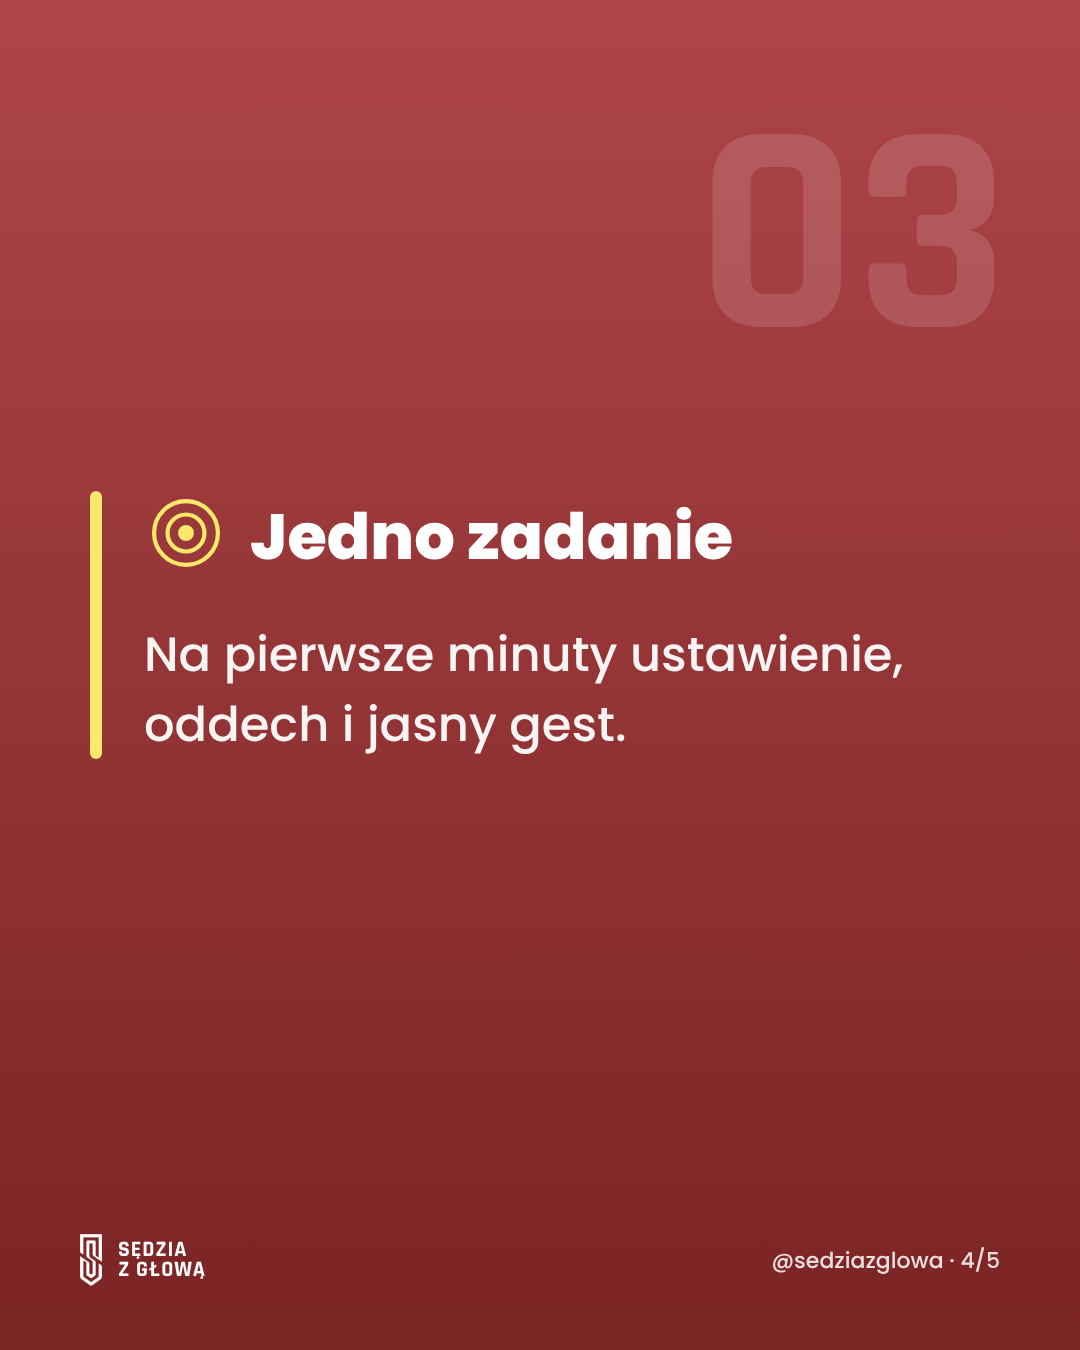 03
Jedno zadanie
Na pierwsze minuty ustawienie,
oddech i jasny gest.
SĘDZIA
Z GŁOWĄ
@sedziazglowa · 4/5